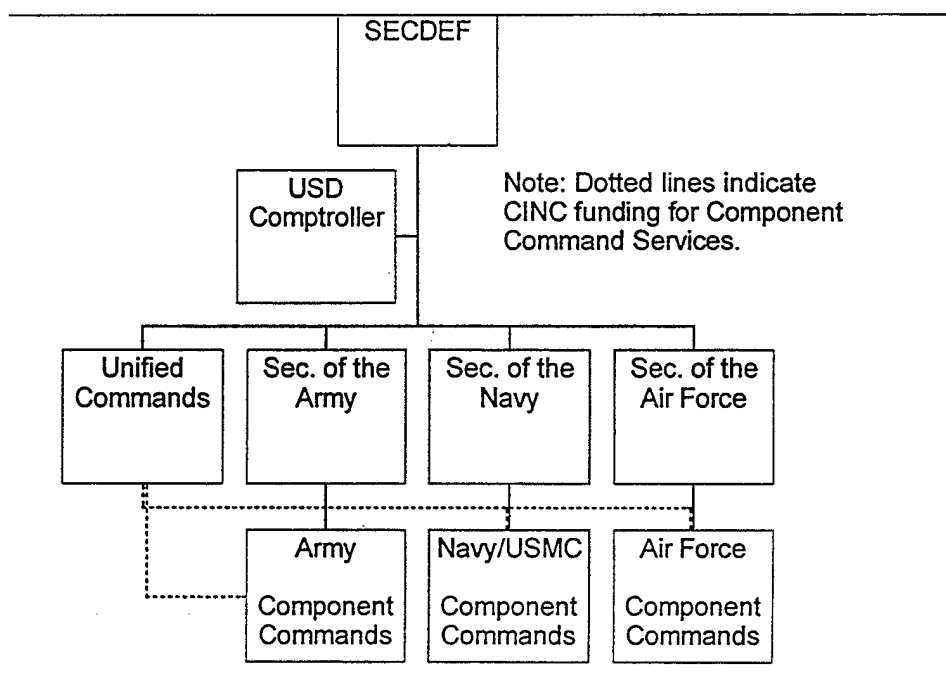 SECDEF
USD
Comptroller
Note: Dotted lines indicate
CINC funding for Component
Command Services.
Unified
Commands
Sec. of the
Army
Sec. of the
Navy
Sec. of the
Air Force
Army
Component
Commands
Navy/USMC
Component
Commands
Air Force
Component
Commands